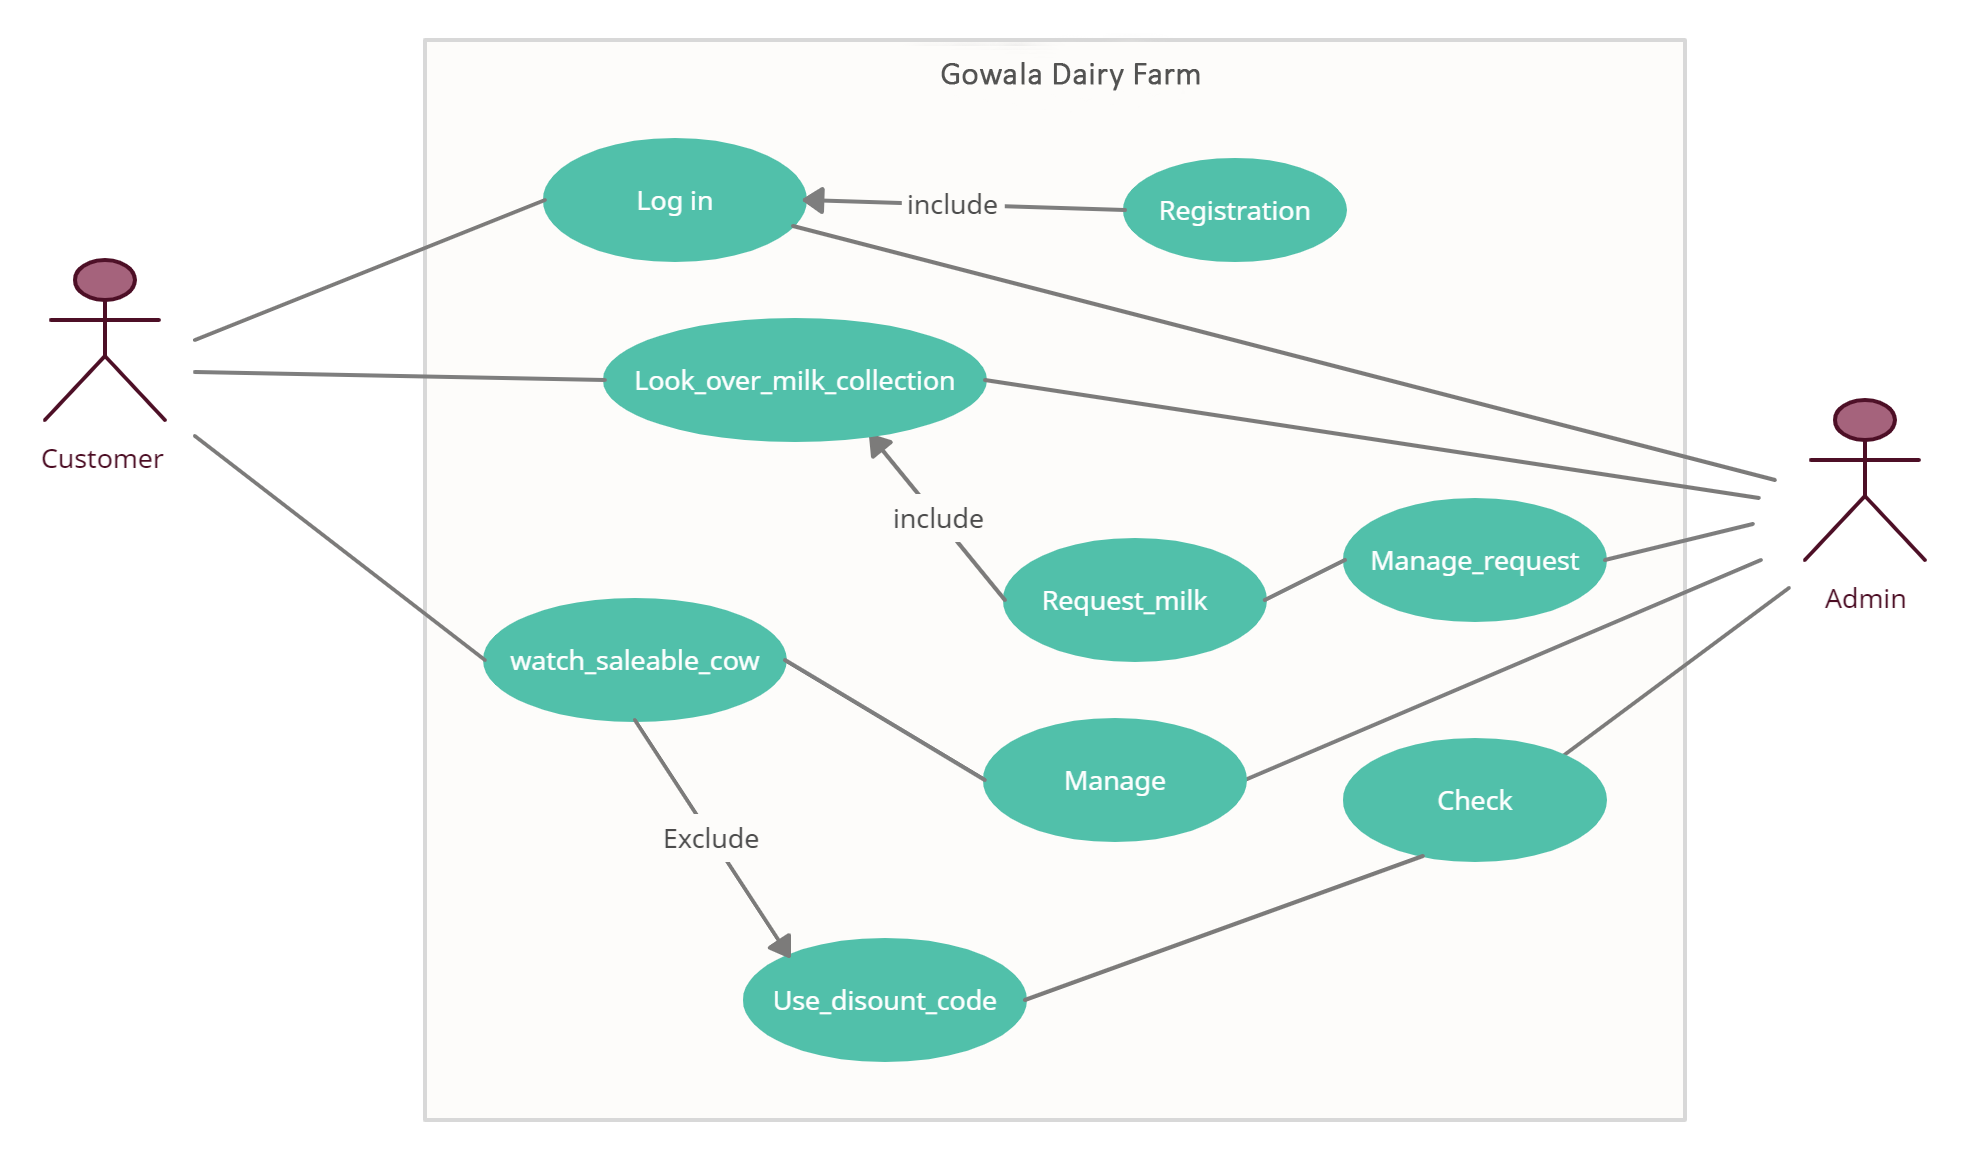 Gowala Dairy Farm
Log in
include
Registration
Customer
Look_over_milk_collection
include
Request_milk
Manage_request
Admin
watch_saleable_cow
Manage
Check
Exclude
Use_disount_code